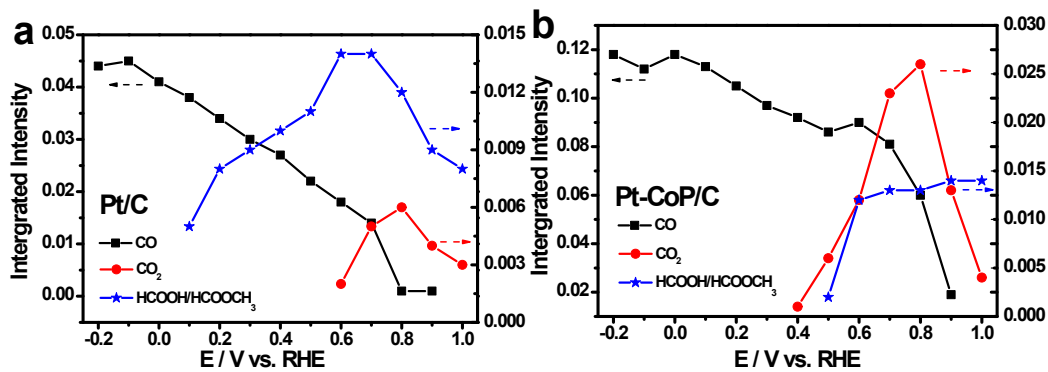 a
0.05
0.04
0.03
0.02
0.01
0.00
Intergrated Intensity
0.015
0.012
0.009
0.006
0.003
0.000
Pt/C
CO
CO2
HCOOH/HCOOCH3
-0.2 0.0 0.2 0.4 0.6 0.8 1.0
E / V vs. RHE
b
0.12
0.10
0.08
0.06
0.04
0.02
Intergrated Intensity
0.030
0.025
0.020
0.015
0.010
0.005
0.000
Pt-CoP/C
CO
CO2
HCOOH/HCOOCH3
-0.2 0.0 0.2 0.4 0.6 0.8 1.0
E / V vs. RHE